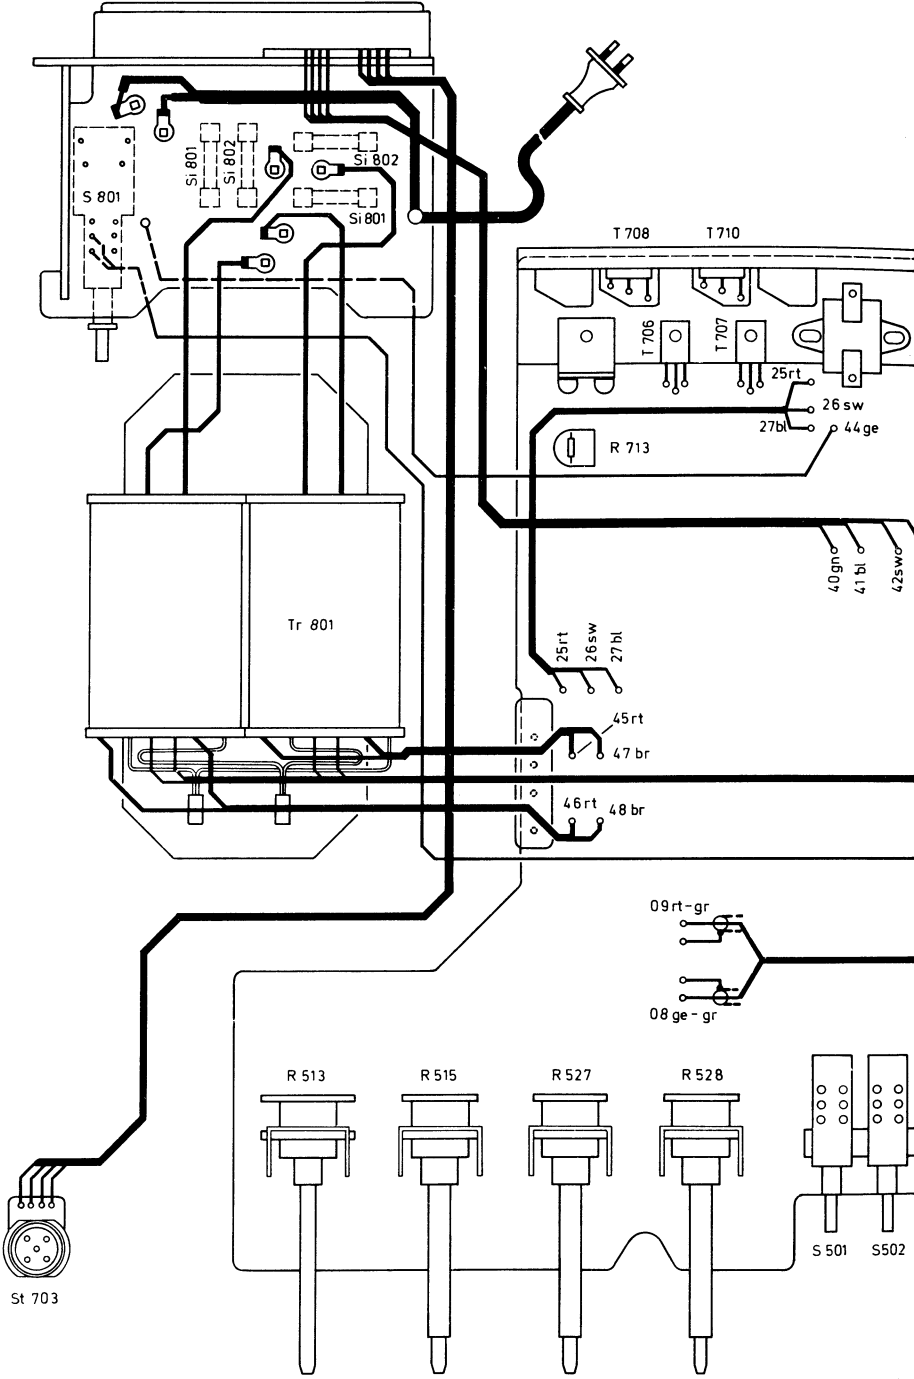 Si 801
Si 802
Si 802
S 801
Si 801
T 708
T 710
T 706
T 707
25rt
26 sw
27bl
44ge
R 713
40gn
41 bl
42sw
Tr 801
25rt
26sw
27bl
45rt
47 br
46rt
48 br
09rt-gr
08ge-gr
R 513
R 515
R 527
R 528
S 501
S502
St 703